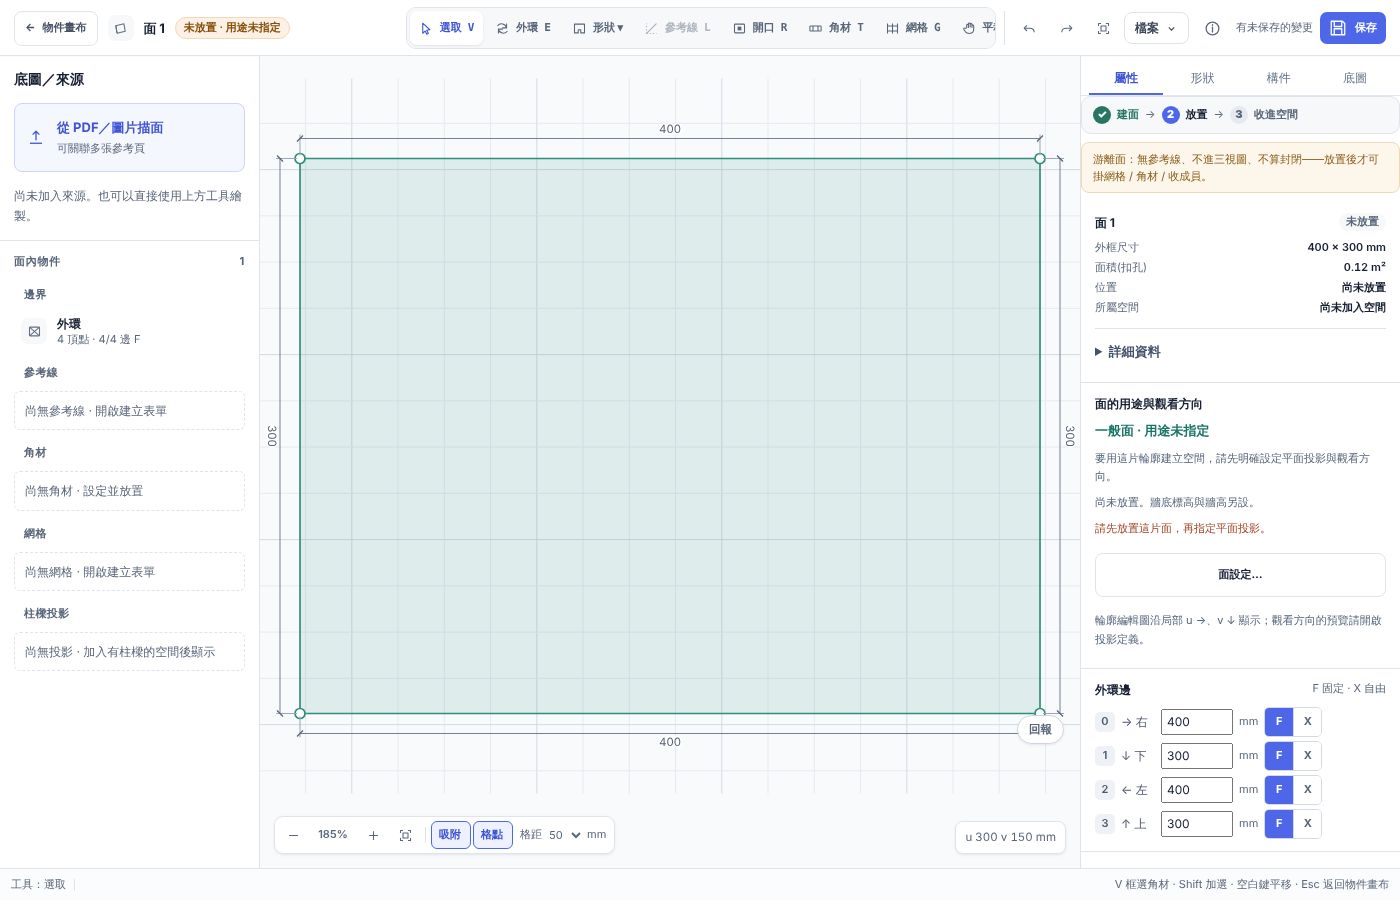 ← 物件畫布
面 1
未放置 · 用途未指定
選取 V
外環 E
形狀▾
參考線 L
開口 R
角材 T
網格 G
檔案
有未保存的變更
保存
底圖／來源
從 PDF／圖片描面
可關聯多張參考頁
尚未加入來源。也可以直接使用上方工具繪
製。
面內物件 1
邊界
外環
4 頂點 · 4/4 邊 F
參考線
尚無參考線 · 開啟建立表單
角材
尚無角材 · 設定並放置
網格
尚無網格 · 開啟建立表單
柱樑投影
尚無投影 · 加入有柱樑的空間後顯示
400
300
300
400
回報
− 185% +
吸附
格點
格距 50 mm
u 300 v 150 mm
屬性
形狀
構件
底圖
建面 → 2 放置 → 3 收進空間
游離面：無參考線、不進三視圖、不算封閉——放置後才可
掛網格 / 角材 / 收成員。
面 1 未放置
外框尺寸 400 × 300 mm
面積(扣孔) 0.12 m²
位置 尚未放置
所屬空間 尚未加入空間
▶ 詳細資料
面的用途與觀看方向
一般面 · 用途未指定
要用這片輪廓建立空間，請先明確設定平面投影與觀看方
向。
尚未放置。牆底標高與牆高另設。
請先放置這片面，再指定平面投影。
面設定...
輪廓編輯圖沿局部 u →、v ↓ 顯示；觀看方向的預覽請開啟
投影定義。
外環邊 F 固定 · X 自由
0 → 右 400 mm F X
1 ↓ 下 300 mm F X
2 ← 左 400 mm F X
3 ↑ 上 300 mm F X
工具：選取
V 框選角材 · Shift 加選 · 空白鍵平移 · Esc 返回物件畫布